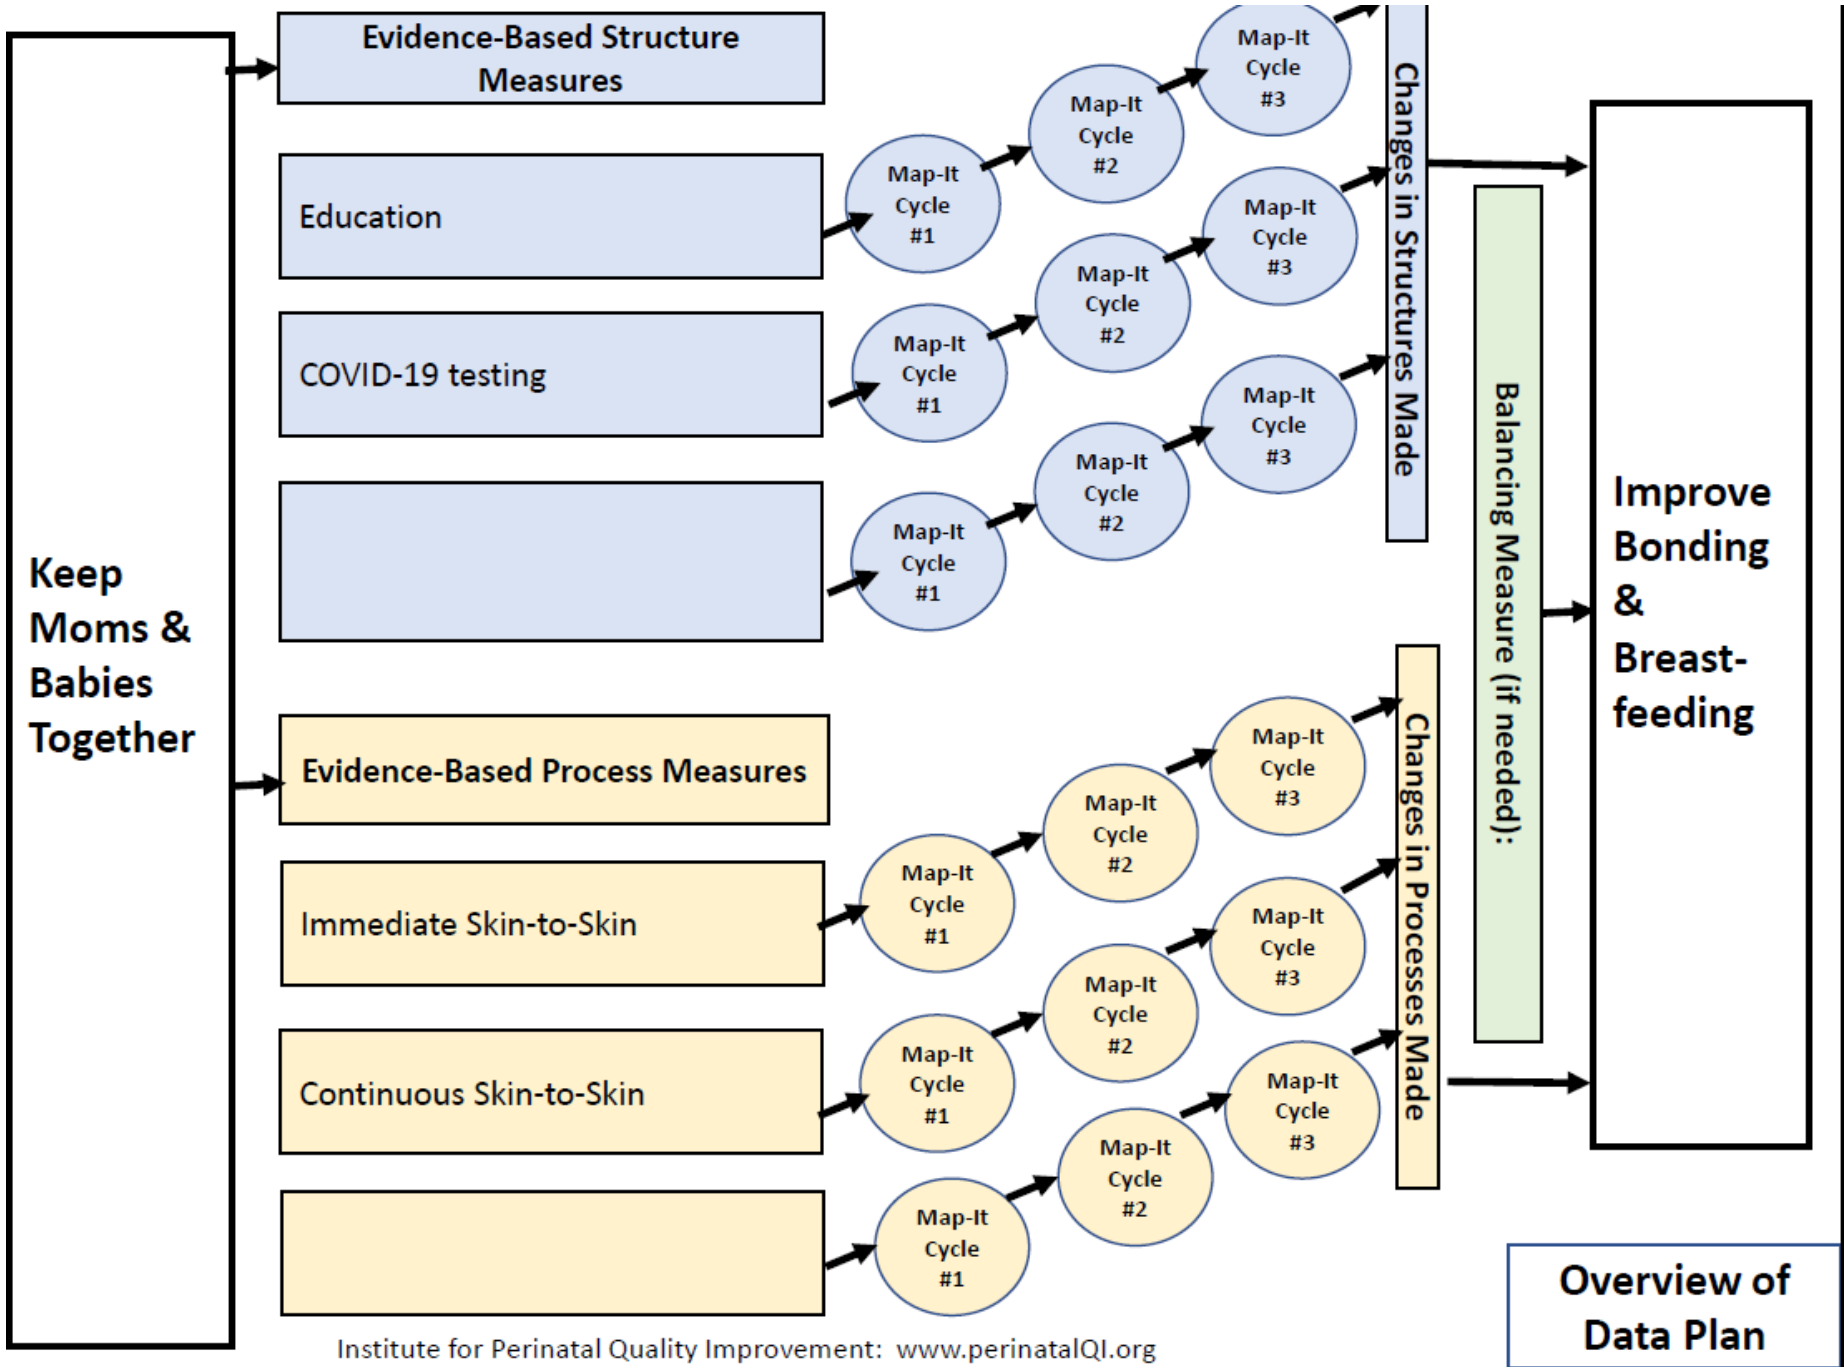 Keep
Moms &
Babies
Together
Evidence-Based Structure
Measures
Education
Map-It
Cycle
#1
Map-It
Cycle
#2
Map-It
Cycle
#3
COVID-19 testing
Map-It
Cycle
#1
Map-It
Cycle
#2
Map-It
Cycle
#3
Map-It
Cycle
#1
Map-It
Cycle
#2
Map-It
Cycle
#3
Changes in Structures Made
Evidence-Based Process Measures
Immediate Skin-to-Skin
Map-It
Cycle
#1
Map-It
Cycle
#2
Map-It
Cycle
#3
Continuous Skin-to-Skin
Map-It
Cycle
#1
Map-It
Cycle
#2
Map-It
Cycle
#3
Map-It
Cycle
#1
Map-It
Cycle
#2
Map-It
Cycle
#3
Changes in Processes Made
Balancing Measure (if needed):
Improve
Bonding
&
Breast-
feeding
Overview of
Data Plan
Institute for Perinatal Quality Improvement: www.perinatalQI.org